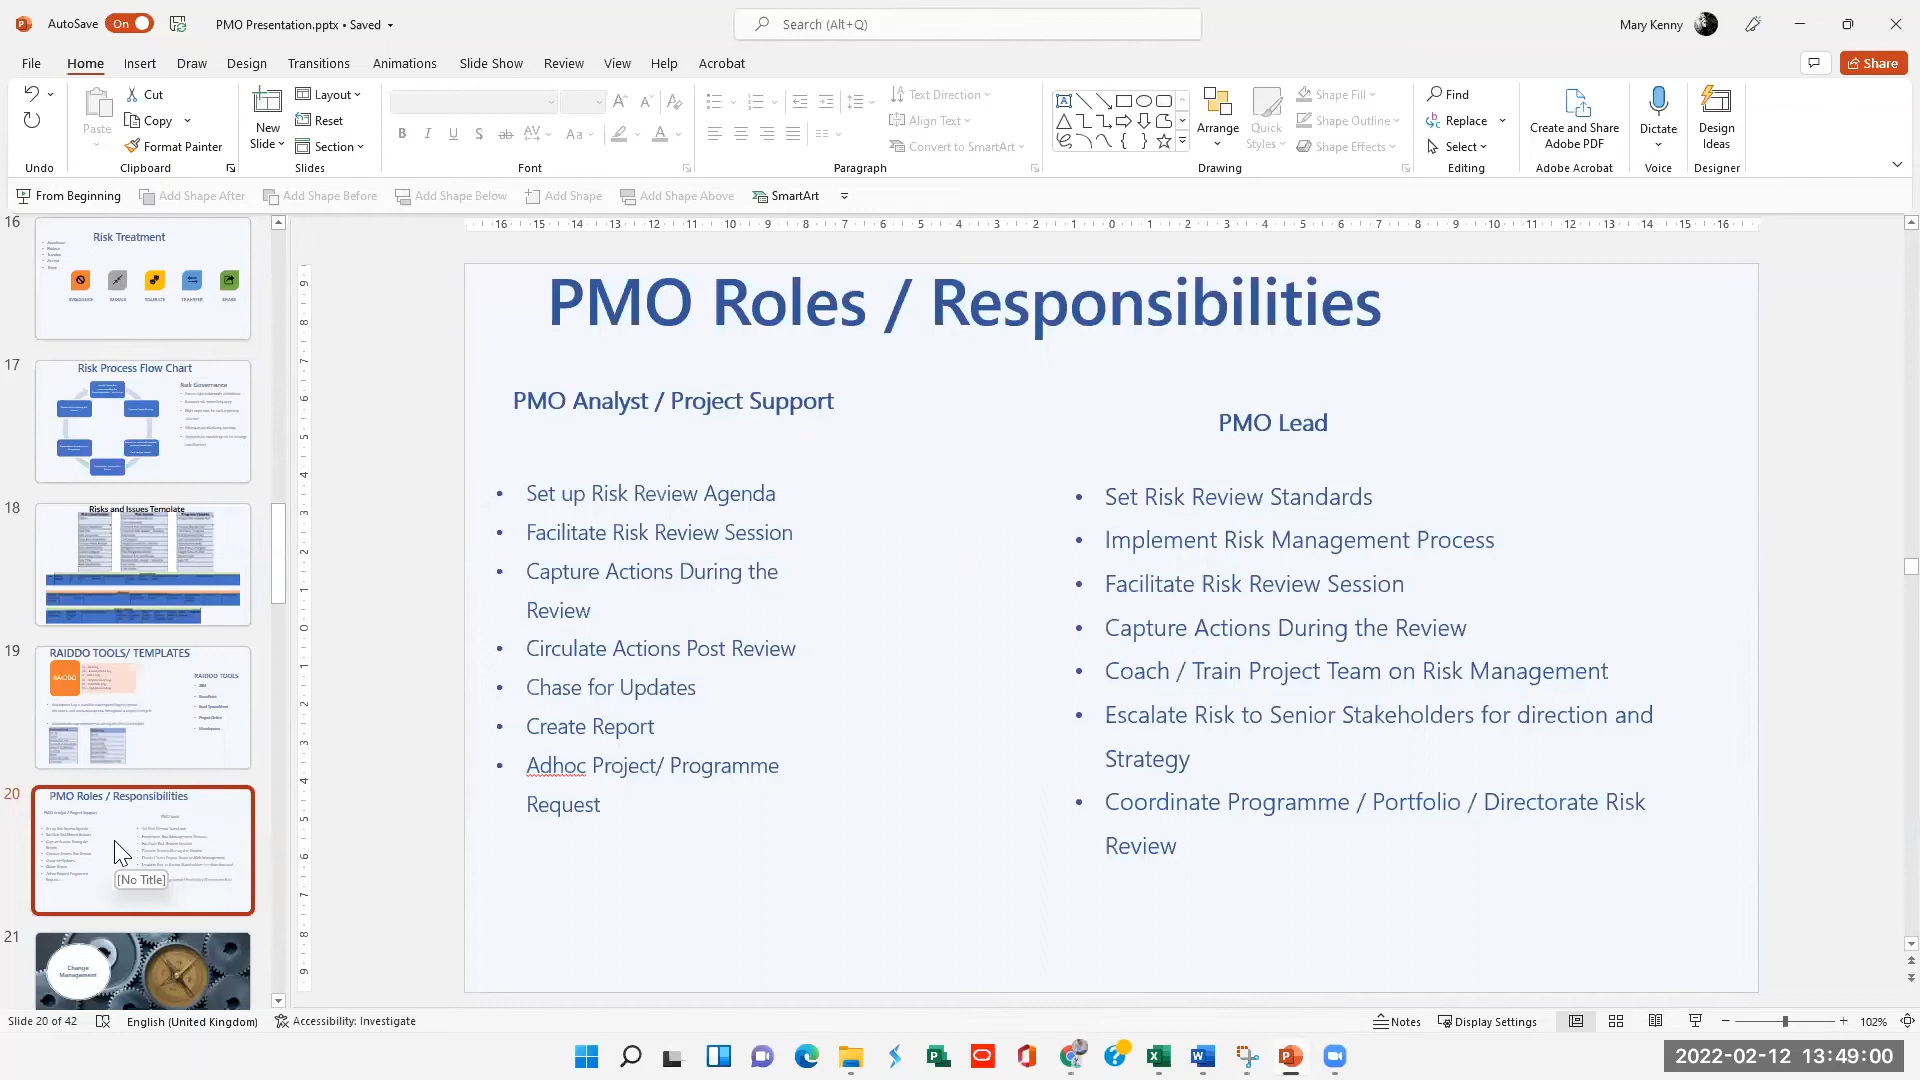 AutoSave On PMO Presentation.pptx • Saved Search (Alt+Q) Mary Kenny
File Home Insert Draw Design Transitions Animations Slide Show Review View Help Acrobat Share
Paste Cut Copy Format Painter
New Slide Layout Reset Section
Text Direction Align Text Convert to SmartArt
Arrange Quick Styles Shape Fill Shape Outline Shape Effects
Find Replace Select
Create and Share Adobe PDF
Dictate
Design Ideas
Undo Clipboard Slides Font Paragraph Drawing Editing Adobe Acrobat Voice Designer
From Beginning Add Shape After Add Shape Before Add Shape Below Add Shape Add Shape Above SmartArt
16
Risk Treatment
17
Risk Process Flow Chart
Risk Governance
18
Risks and Issues Template
19
RAIDDO TOOLS/ TEMPLATES
RAIDDO
RAIDDO TOOLS
20
PMO Roles / Responsibilities
[No Title]
21
Change
Management
PMO Roles / Responsibilities
PMO Analyst / Project Support
• Set up Risk Review Agenda
• Facilitate Risk Review Session
• Capture Actions During the
Review
• Circulate Actions Post Review
• Chase for Updates
• Create Report
• Adhoc Project/ Programme
Request
PMO Lead
• Set Risk Review Standards
• Implement Risk Management Process
• Facilitate Risk Review Session
• Capture Actions During the Review
• Coach / Train Project Team on Risk Management
• Escalate Risk to Senior Stakeholders for direction and
Strategy
• Coordinate Programme / Portfolio / Directorate Risk
Review
Slide 20 of 42 English (United Kingdom) Accessibility: Investigate Notes Display Settings 102%
2022-02-12 13:49:00